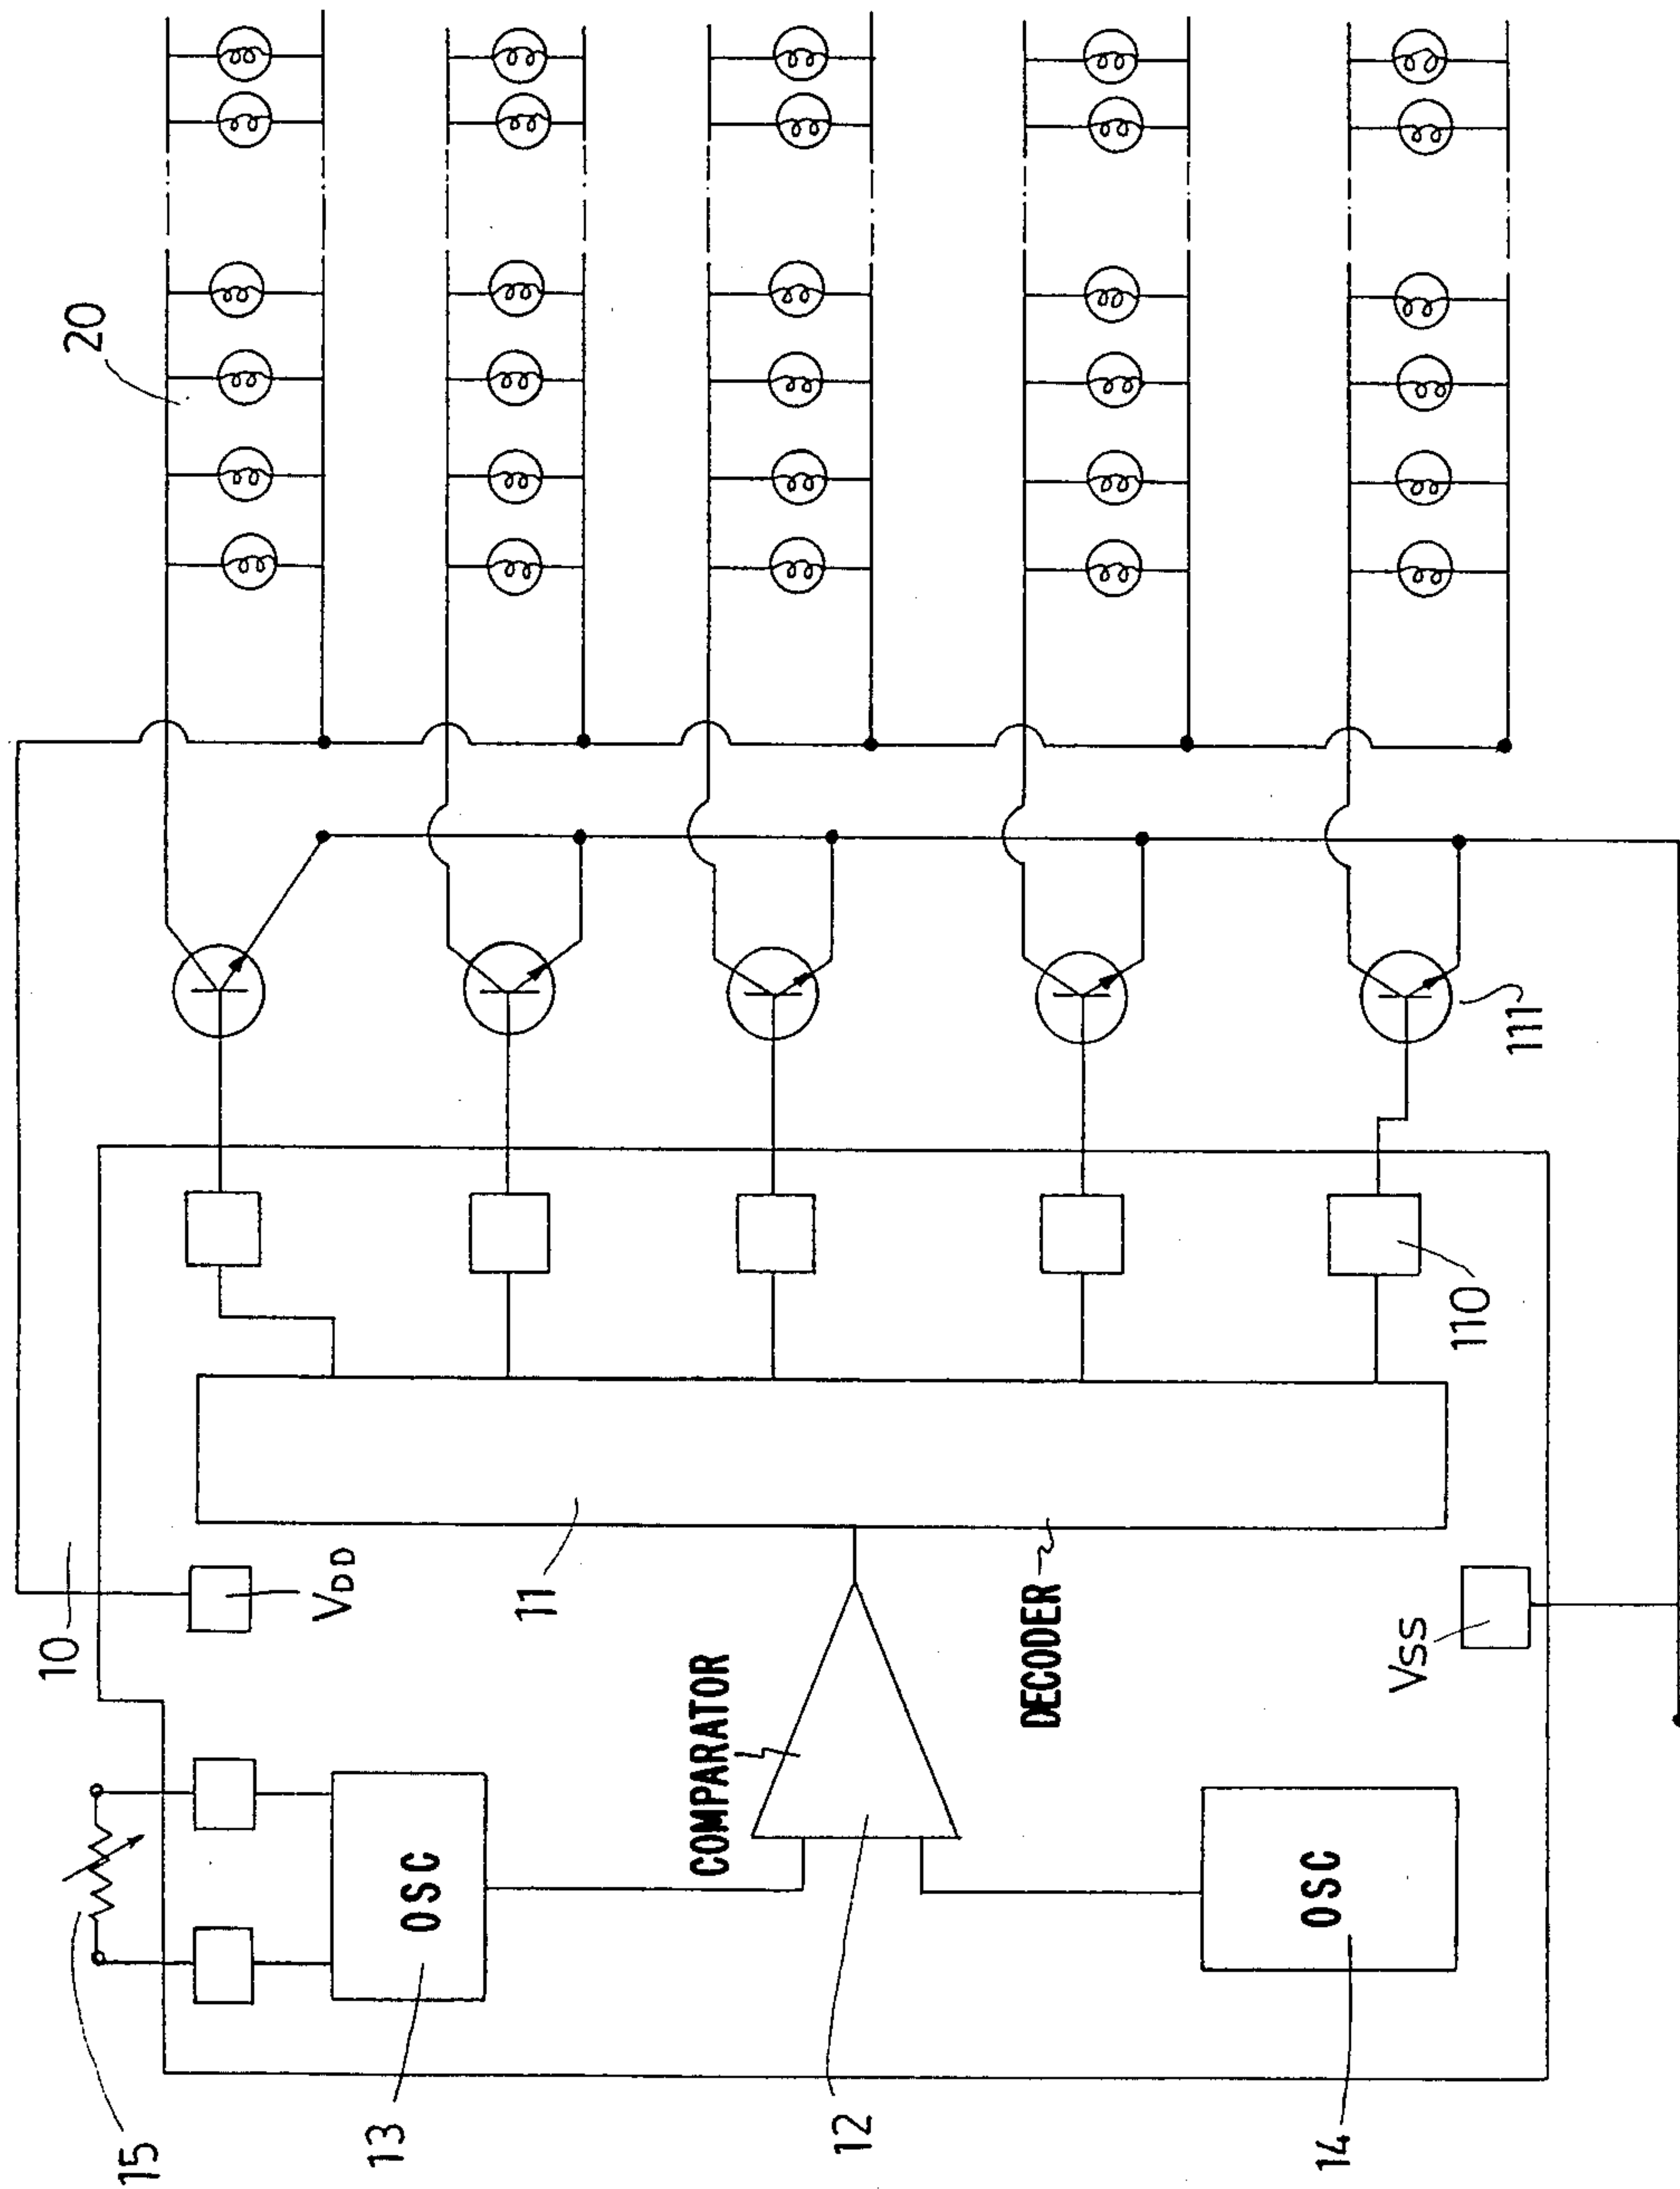 15
13
12
14
OSC
OSC
COMPARATOR
DECODER
10
VDD
11
VSS
110
111
20